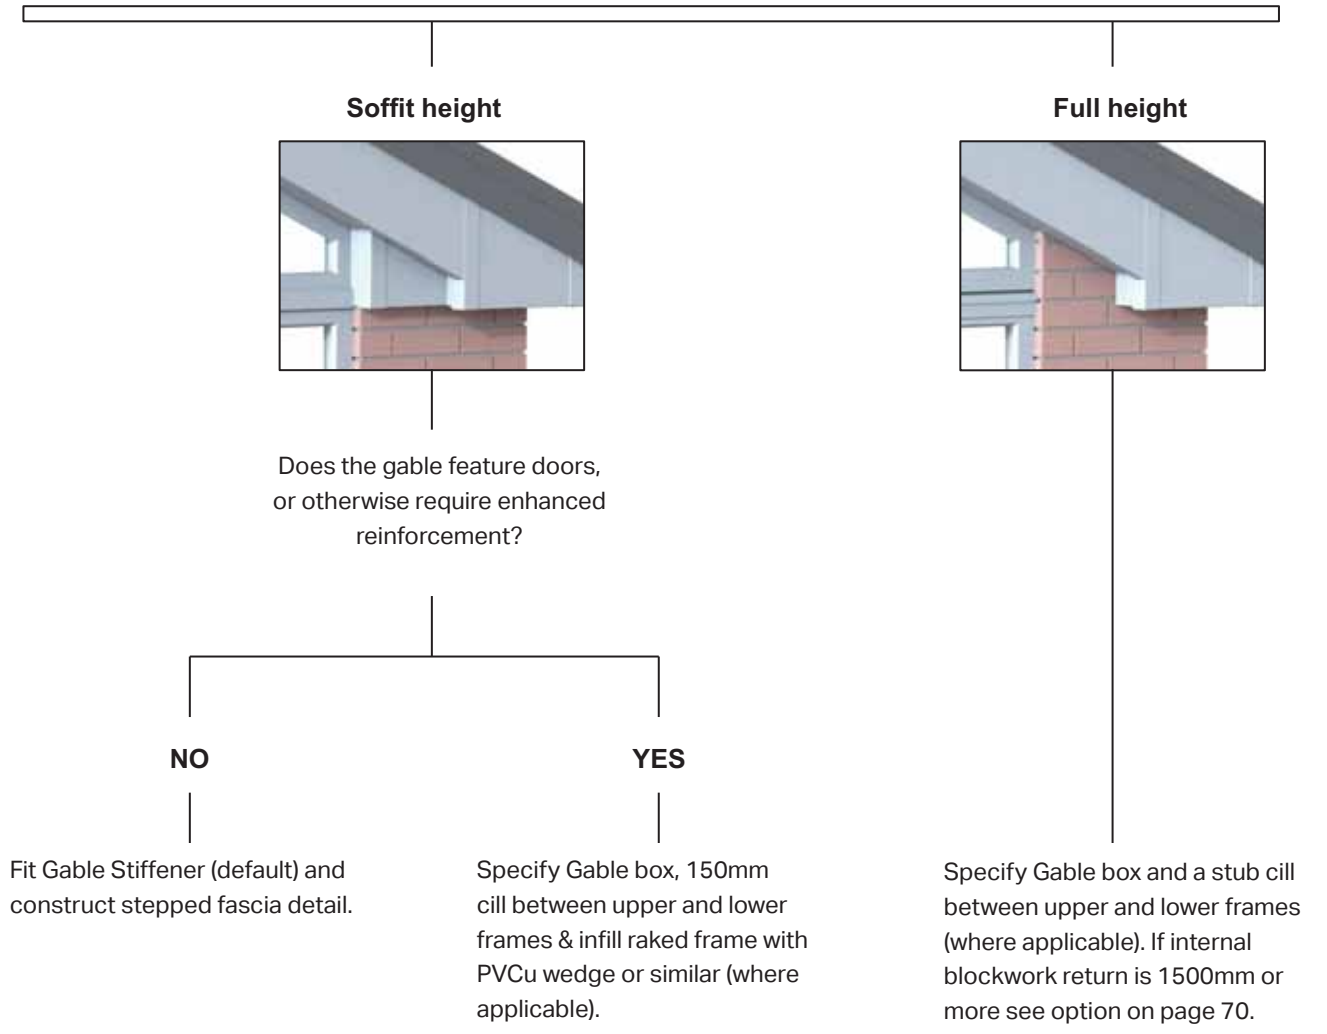 Soffit height
Full height
Does the gable feature doors,
or otherwise require enhanced
reinforcement?
NO
YES
Fit Gable Stiffener (default) and
construct stepped fascia detail.
Specify Gable box, 150mm
cill between upper and lower
frames & infill raked frame with
PVCu wedge or similar (where
applicable).
Specify Gable box and a stub cill
between upper and lower frames
(where applicable). If internal
blockwork return is 1500mm or
more see option on page 70.